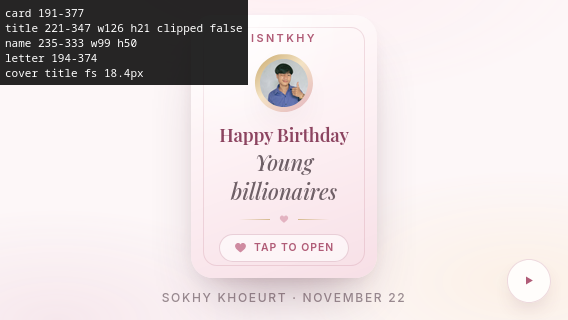 card 191-377
title 221-347 w126 h21 clipped false
name 235-333 w99 h50
letter 194-374
cover title fs 18.4px
ISNTKHY
Happy Birthday
Young
billionaires
TAP TO OPEN
SOKHY KHOEURT · NOVEMBER 22